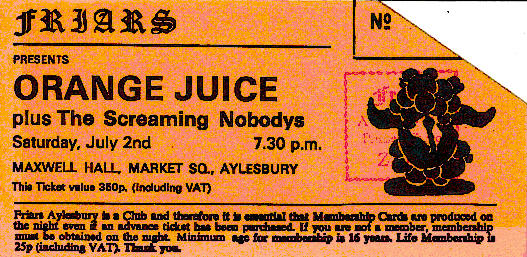 FRIARS
Nº
PRESENTS
ORANGE JUICE
plus The Screaming Nobodys
Saturday, July 2nd 7.30 p.m.
MAXWELL HALL, MARKET SQ., AYLESBURY
This Ticket value 350p. (including VAT)
Friars Aylesbury is a Club and therefore it is essential that Membership Cards are produced on
the night even if an advance ticket has been purchased. If you are not a member, membership
must be obtained on the night. Minimum age for membership is 16 years. Life Membership is
25p (including VAT). Thank you.